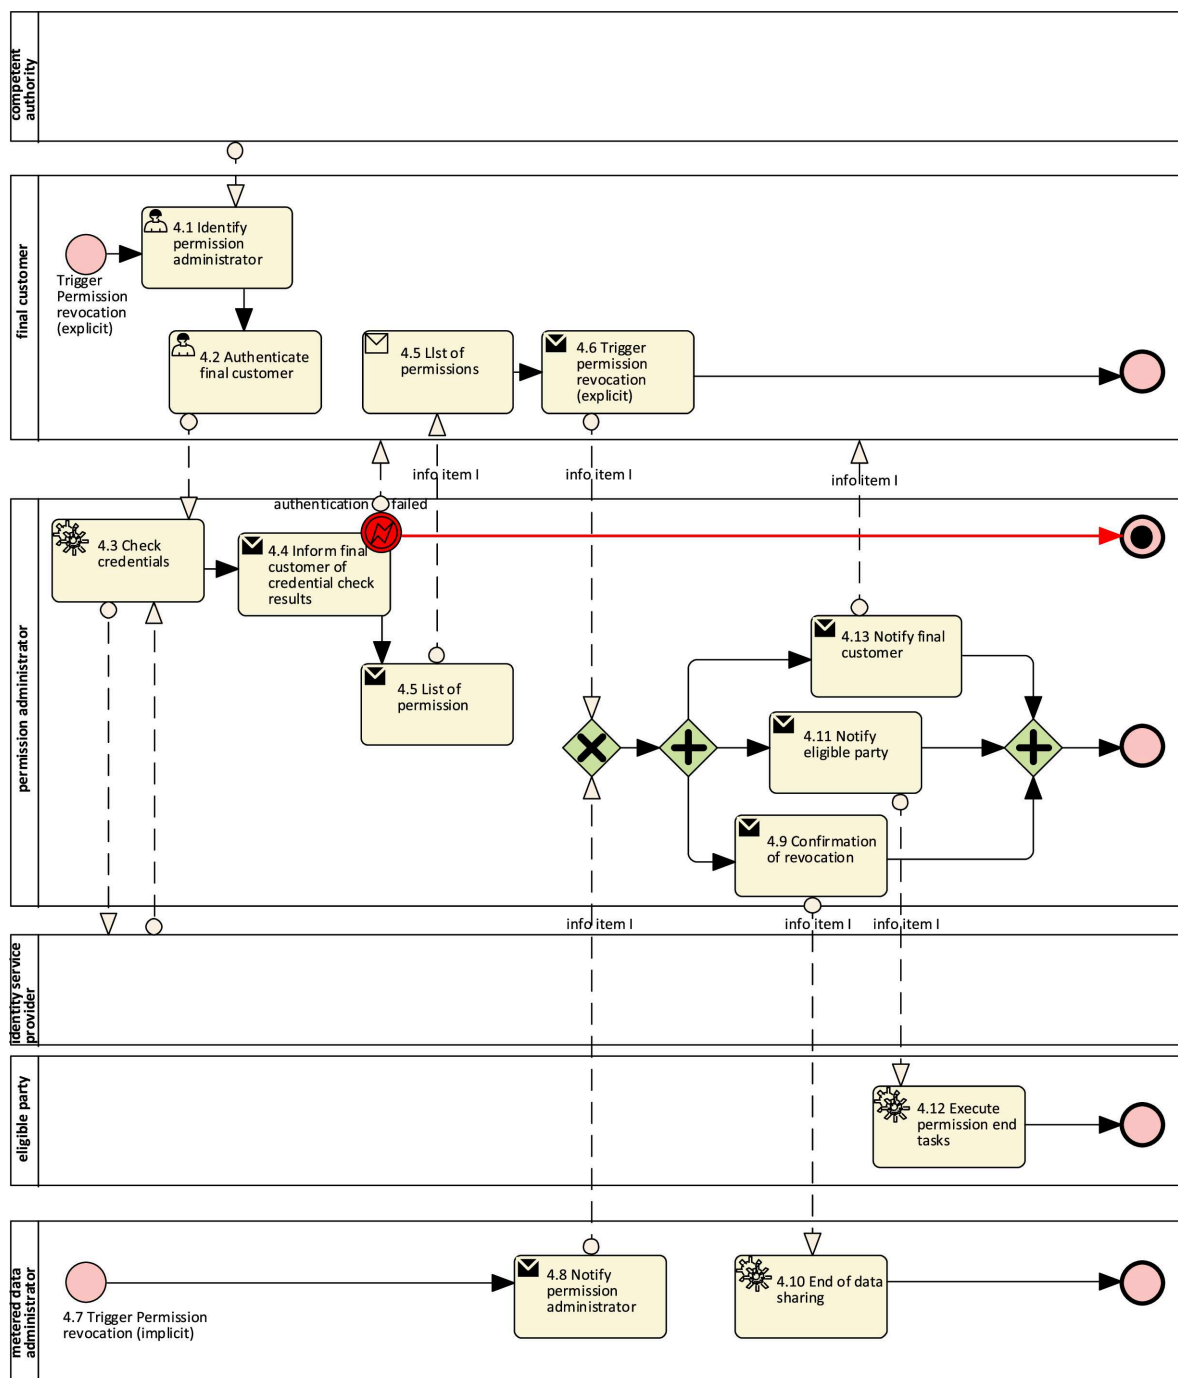 competent
authority
final customer
4.1 Identify
permission
administrator
Trigger
Permission
revocation
(explicit)
4.2 Authenticate
final customer
4.5 LIst of
permissions
4.6 Trigger
permission
revocation
(explicit)
info item I
info item I
info item I
permission administrator
authentication failed
4.3 Check
credentials
4.4 Inform final
customer of
credential check
results
4.5 List of
permission
4.13 Notify final
customer
4.11 Notify
eligible party
4.9 Confirmation
of revocation
info item I
info item I
info item I
identity service
provider
eligible party
4.12 Execute
permission end
tasks
metered data
administrator
4.7 Trigger Permission
revocation (implicit)
4.8 Notify
permission
administrator
4.10 End of data
sharing